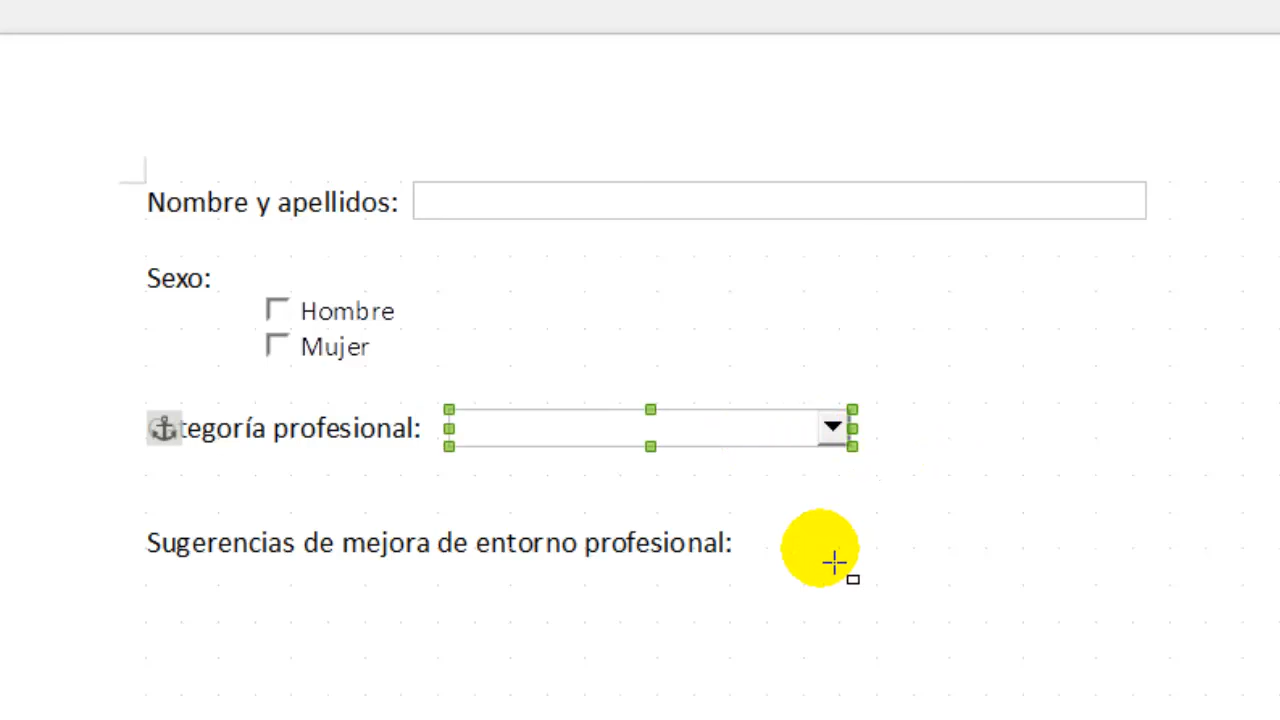 Nombre y apellidos:
Sexo:
Hombre
Mujer
tegoría profesional:
Sugerencias de mejora de entorno profesional: